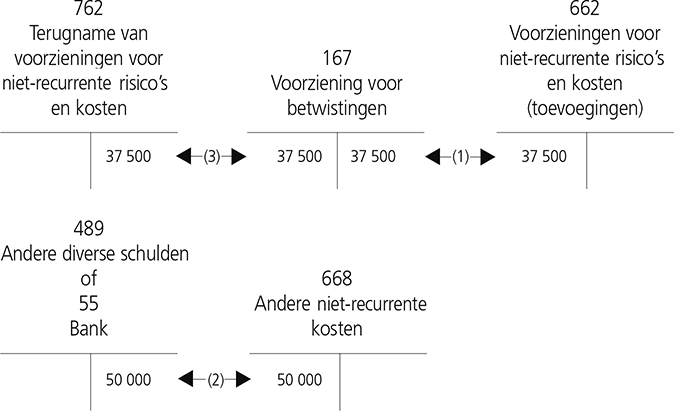 762
Terugname van
voorzieningen voor
niet-recurrente risico's
en kosten
167
Voorziening voor
betwistingen
662
Voorzieningen voor
niet-recurrente risico's
en kosten
(toevoegingen)
37 500 (3) 37 500 37 500 (1) 37 500
489
Andere diverse schulden
of
55
Bank
668
Andere niet-recurrente
kosten
50 000 (2) 50 000